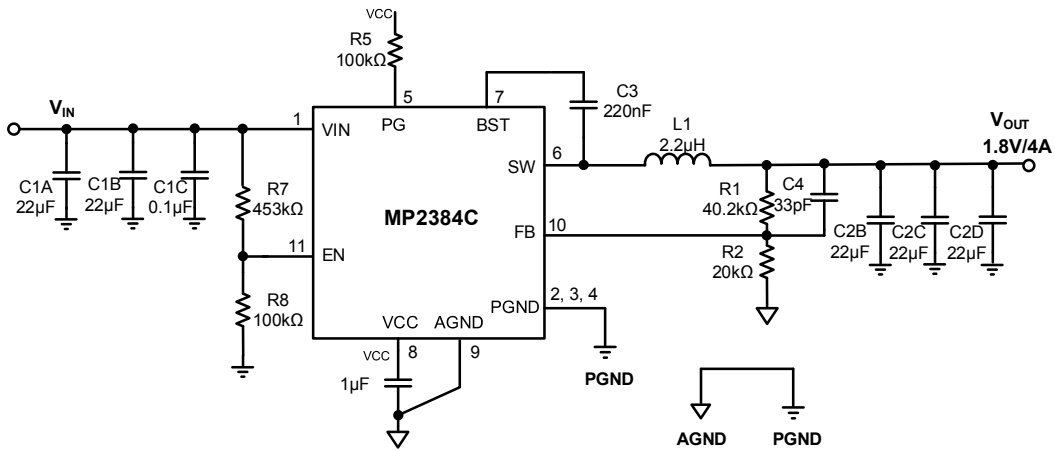 VCC
R5
100kΩ
5
7
C3
220nF
VIN
1
VIN
PG
BST
L1
2.2µH
VOUT
1.8V/4A
SW
6
C1A
22µF
C1B
22µF
C1C
0.1µF
R7
453kΩ
MP2384C
R1
40.2kΩ
C4
33pF
FB
10
11
EN
R2
20kΩ
C2B
22µF
C2C
22µF
C2D
22µF
R8
100kΩ
PGND
2, 3, 4
VCC
AGND
VCC
8
9
PGND
1µF
AGND
PGND